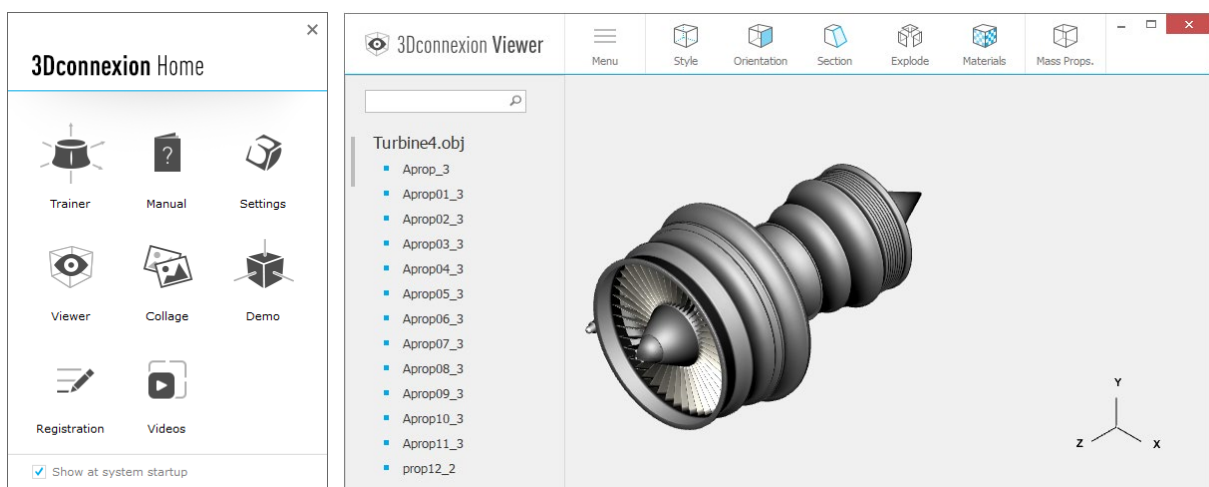 3Dconnexion Home
Trainer Manual Settings
Viewer Collage Demo
Registration Videos
Show at system startup
3Dconnexion Viewer
Menu Style Orientation Section Explode Materials Mass Props.
Turbine4.obj
Aprop_3
Aprop01_3
Aprop02_3
Aprop03_3
Aprop04_3
Aprop05_3
Aprop06_3
Aprop07_3
Aprop08_3
Aprop09_3
Aprop10_3
Aprop11_3
prop12_2
Y
Z X